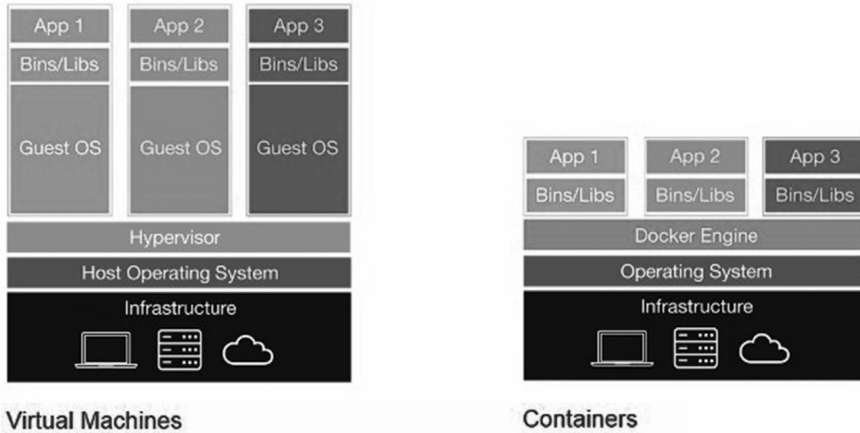 App 1 App 2 App 3
Bins/Libs Bins/Libs Bins/Libs
Guest OS Guest OS Guest OS
Hypervisor
Host Operating System
Infrastructure
Virtual Machines
App 1 App 2 App 3
Bins/Libs Bins/Libs Bins/Libs
Docker Engine
Operating System
Infrastructure
Containers